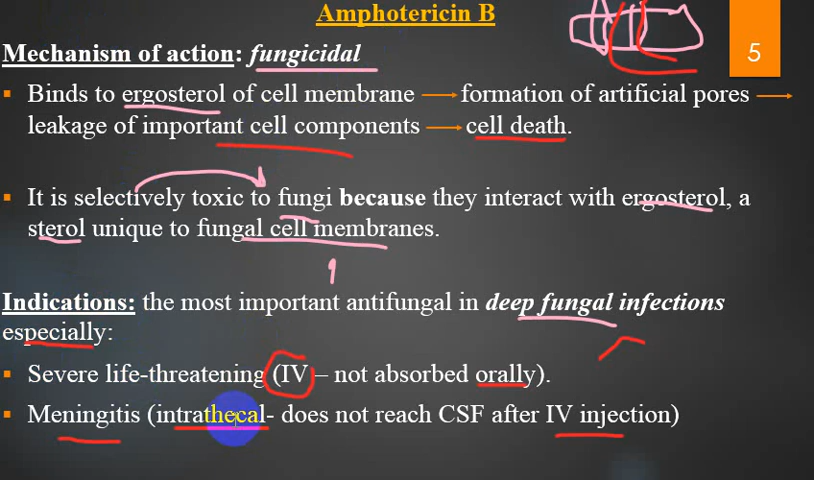 Amphotericin B
5
Mechanism of action: fungicidal
▪ Binds to ergosterol of cell membrane → formation of artificial pores →
leakage of important cell components → cell death.
▪ It is selectively toxic to fungi because they interact with ergosterol, a
sterol unique to fungal cell membranes.
Indications: the most important antifungal in deep fungal infections
especially:
▪ Severe life-threatening (IV – not absorbed orally).
▪ Meningitis (intrathecal- does not reach CSF after IV injection)